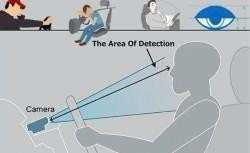 The Area Of Detection
Camera